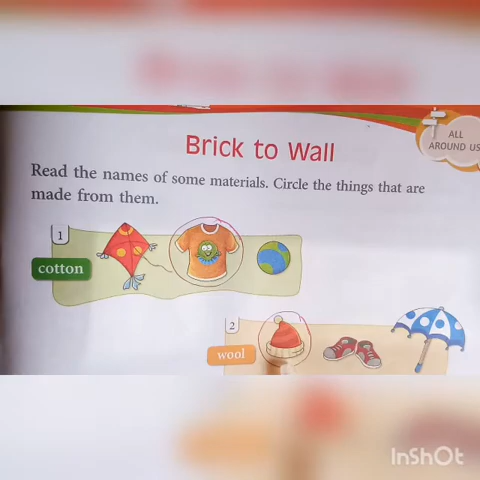 ALL
AROUND US
Brick to Wall
Read the names of some materials. Circle the things that are
made from them.
1
cotton
2
wool
InShOt